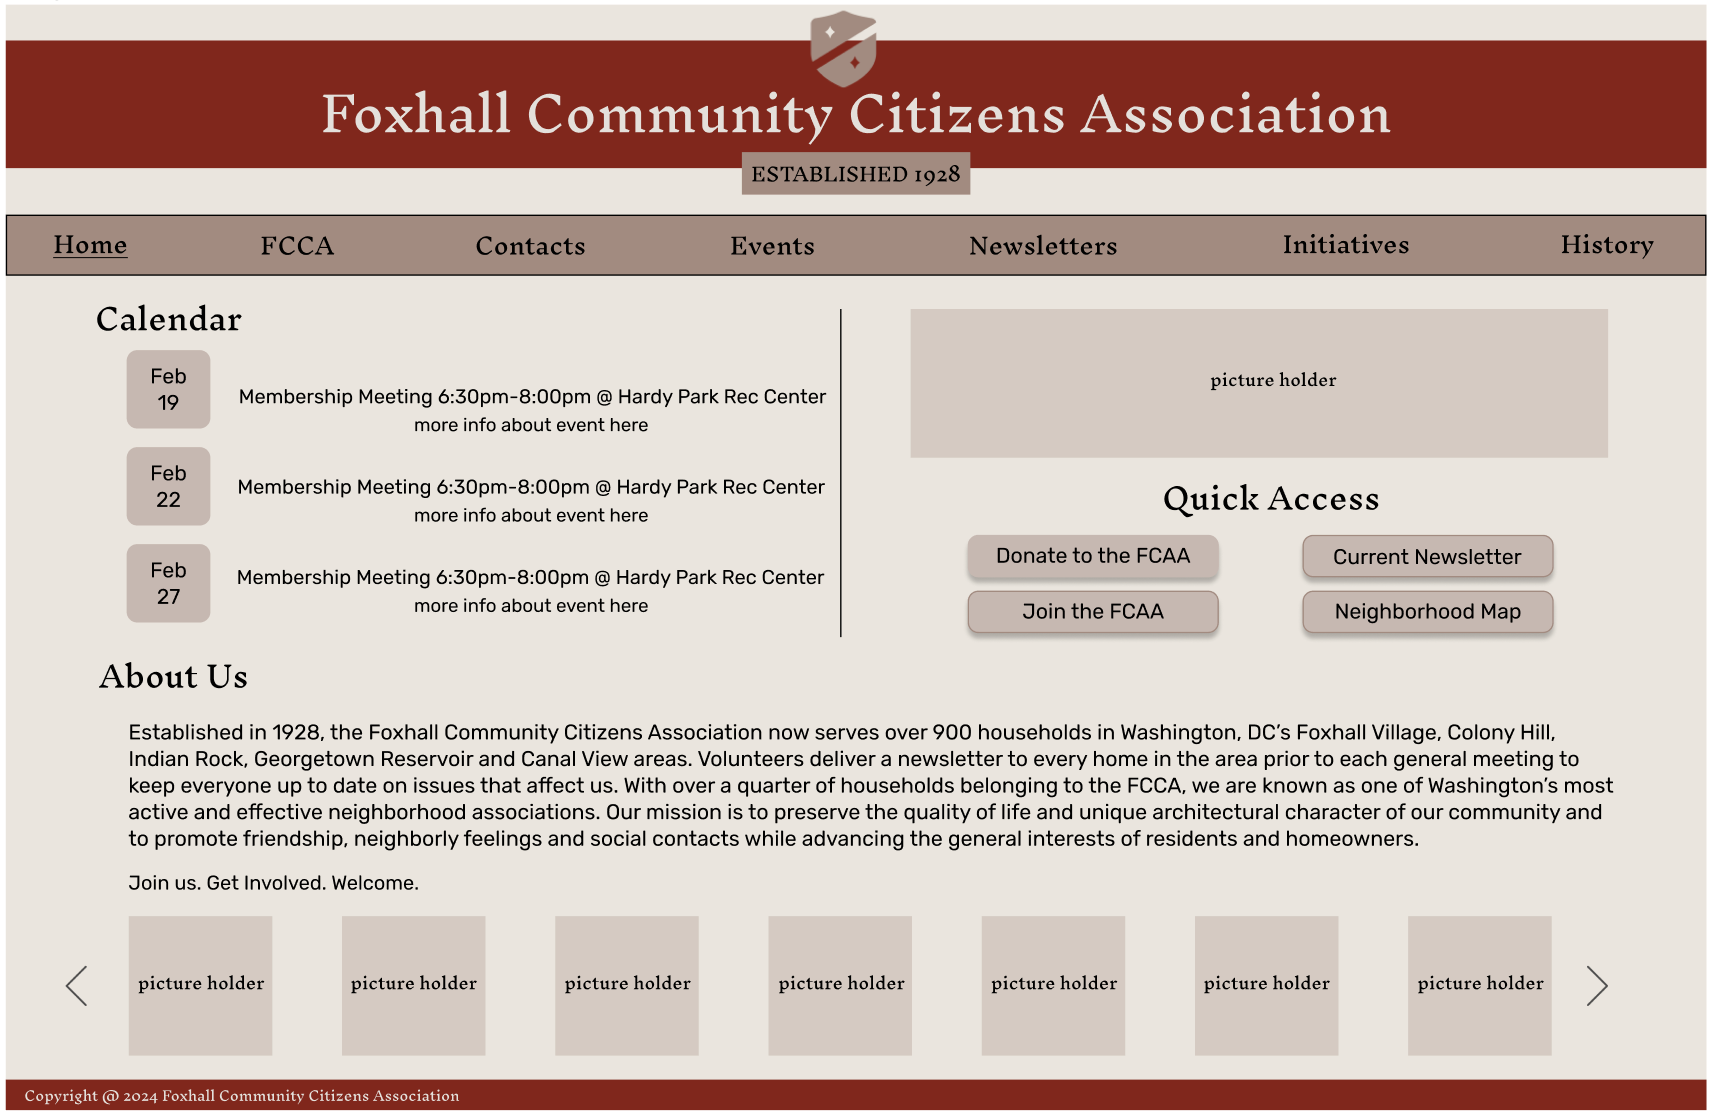 Foxhall Community Citizens Association
ESTABLISHED 1928
Home FCCA Contacts Events Newsletters Initiatives History
Calendar
Feb
19
Membership Meeting 6:30pm-8:00pm @ Hardy Park Rec Center
more info about event here
Feb
22
Membership Meeting 6:30pm-8:00pm @ Hardy Park Rec Center
more info about event here
Feb
27
Membership Meeting 6:30pm-8:00pm @ Hardy Park Rec Center
more info about event here
picture holder
Quick Access
Donate to the FCAA
Current Newsletter
Join the FCAA
Neighborhood Map
About Us
Established in 1928, the Foxhall Community Citizens Association now serves over 900 households in Washington, DC’s Foxhall Village, Colony Hill,
Indian Rock, Georgetown Reservoir and Canal View areas. Volunteers deliver a newsletter to every home in the area prior to each general meeting to
keep everyone up to date on issues that affect us. With over a quarter of households belonging to the FCCA, we are known as one of Washington’s most
active and effective neighborhood associations. Our mission is to preserve the quality of life and unique architectural character of our community and
to promote friendship, neighborly feelings and social contacts while advancing the general interests of residents and homeowners.
Join us. Get Involved. Welcome.
picture holder picture holder picture holder picture holder picture holder picture holder picture holder
Copyright @ 2024 Foxhall Community Citizens Association